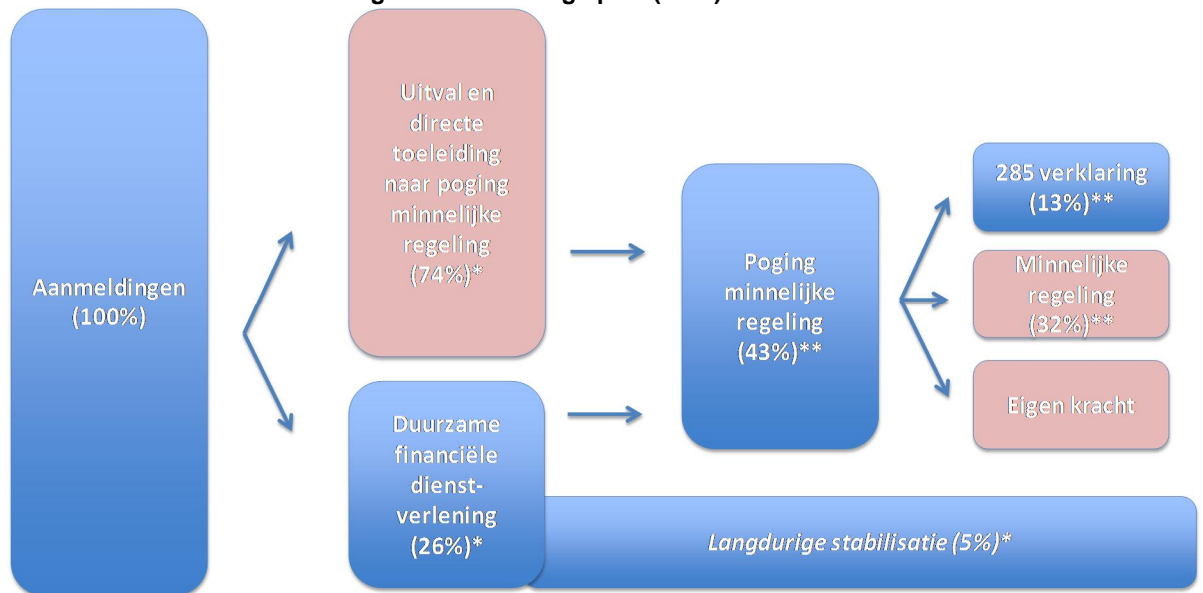 Aanmeldingen
(100%)
Uitval en
directe
toeleiding
naar poging
minnelijke
regeling
(74%)*
Duurzame
financiële
dienst-
verlening
(26%)*
Poging
minnelijke
regeling
(43%)**
285 verklaring
(13%)**
Minnelijke
regeling
(32%)**
Eigen kracht
Langdurige stabilisatie (5%)*